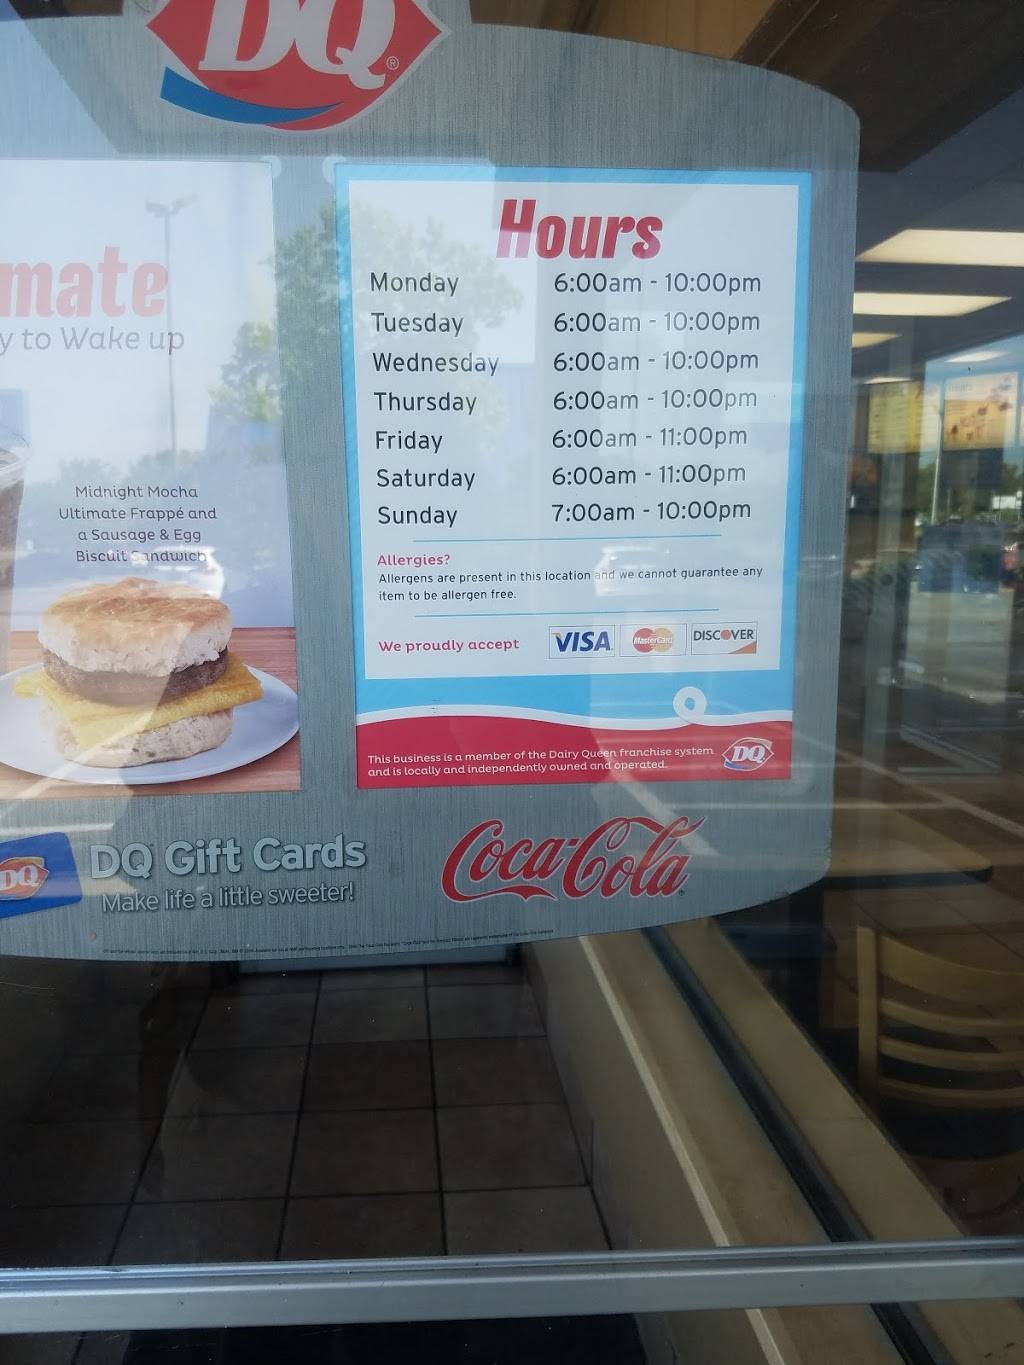 DQ®
mate
y to Wake up
Midnight Mocha
Ultimate Frappé and
a Sausage & Egg
Biscuit Sandwich
Hours
Monday 6:00am - 10:00pm
Tuesday 6:00am - 10:00pm
Wednesday 6:00am - 10:00pm
Thursday 6:00am - 10:00pm
Friday 6:00am - 11:00pm
Saturday 6:00am - 11:00pm
Sunday 7:00am - 10:00pm
Allergies?
Allergens are present in this location and we cannot guarantee any
item to be allergen free.
We proudly accept VISA MasterCard DISCOVER
This business is a member of the Dairy Queen franchise system
and is locally and independently owned and operated.
DQ
DQ
DQ Gift Cards
Make life a little sweeter!
Coca-Cola